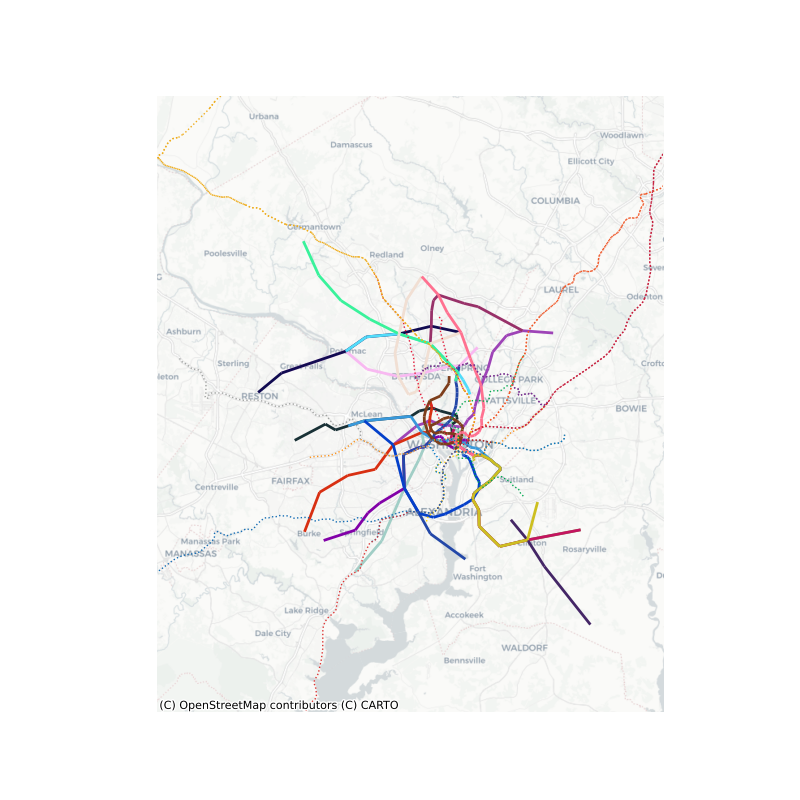 Urbana
Woodlawn
Damascus
Ellicott City
COLUMBIA
Germantown
Olney
Poolesville
Redland
LAUREL
Odenton
Ashburn
Potomac
Sterling
Great Falls
BETHESDA
COLLEGE PARK
RESTON
HYATTSVILLE
BOWIE
McLean
WASHINGTON
FAIRFAX
Suitland
Centreville
ALEXANDRIA
Burke
Springfield
Manassas Park
MANASSAS
Clinton
Rosaryville
Fort
Washington
Lake Ridge
Accokeek
Dale City
WALDORF
Bennsville
(C) OpenStreetMap contributors (C) CARTO